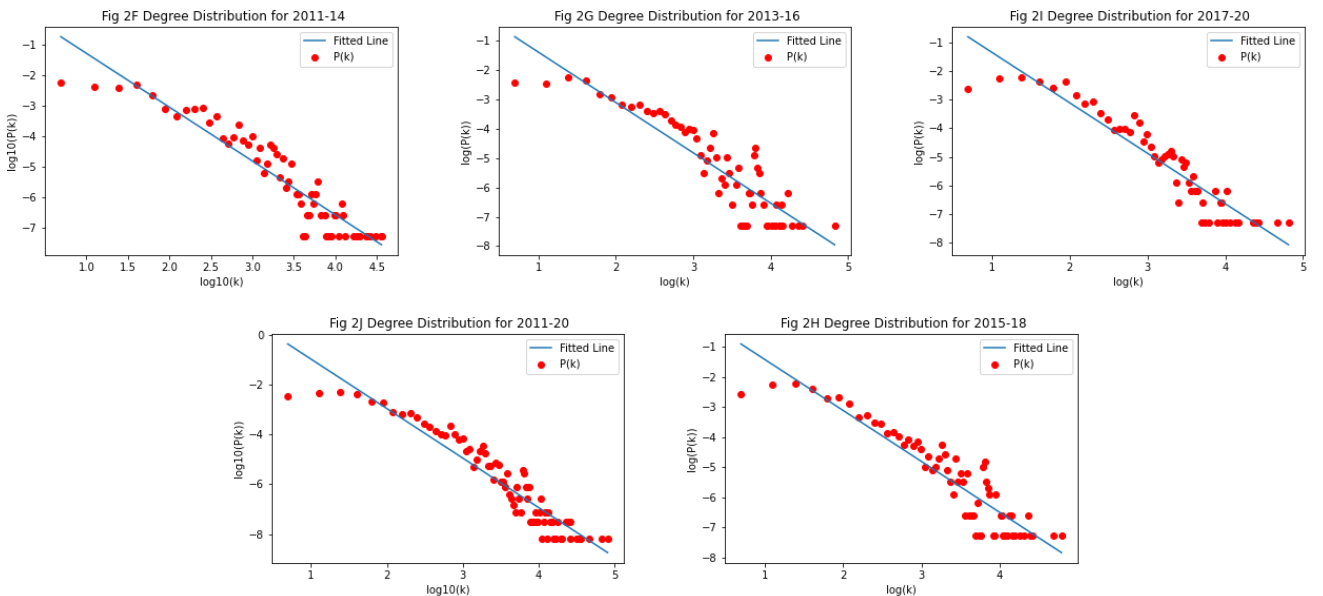 Fig 2F Degree Distribution for 2011-14
Fitted Line
P(k)
log10(P(k))
−1
−2
−3
−4
−5
−6
−7
1.0 1.5 2.0 2.5 3.0 3.5 4.0 4.5
log10(k)
Fig 2G Degree Distribution for 2013-16
Fitted Line
P(k)
log(P(k))
−1
−2
−3
−4
−5
−6
−7
−8
1 2 3 4 5
log(k)
Fig 2I Degree Distribution for 2017-20
Fitted Line
P(k)
log(P(k))
−1
−2
−3
−4
−5
−6
−7
−8
1 2 3 4 5
log(k)
Fig 2J Degree Distribution for 2011-20
Fitted Line
P(k)
log10(P(k))
0
−2
−4
−6
−8
1 2 3 4 5
log10(k)
Fig 2H Degree Distribution for 2015-18
Fitted Line
P(k)
log(P(k))
−1
−2
−3
−4
−5
−6
−7
−8
1 2 3 4
log(k)